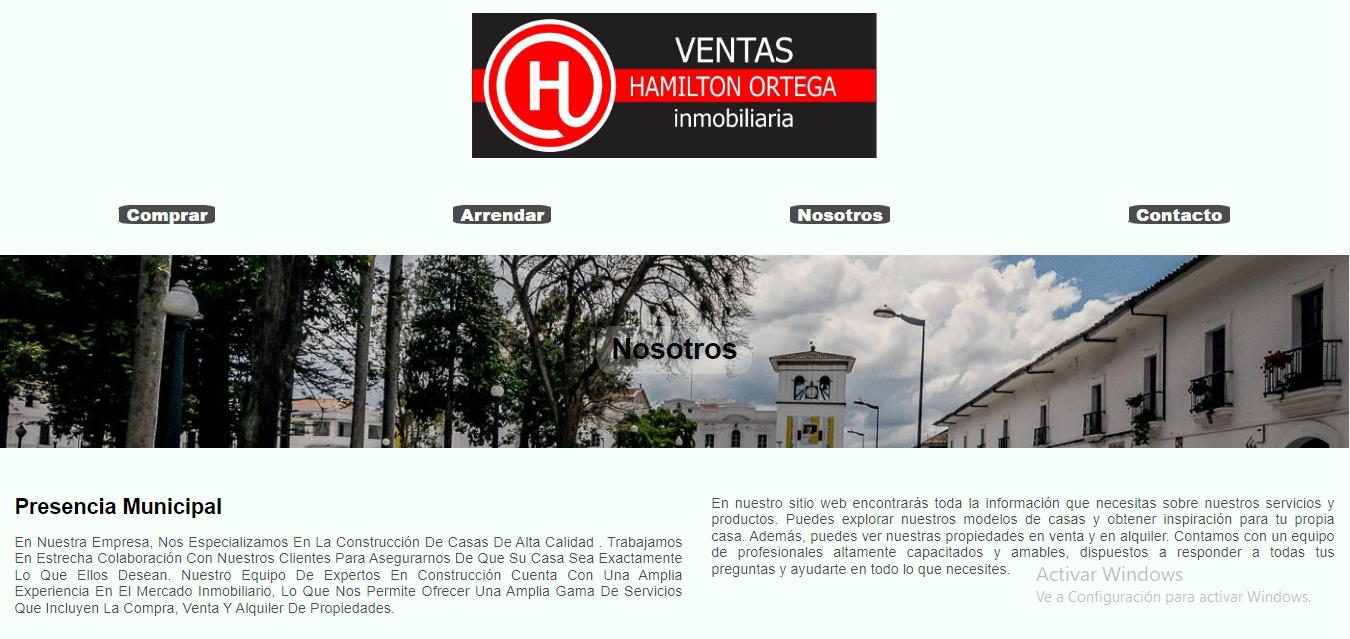 VENTAS
HAMILTON ORTEGA
inmobiliaria
Comprar
Arrendar
Nosotros
Contacto
Nosotros
Presencia Municipal
En Nuestra Empresa, Nos Especializamos En La Construcción De Casas De Alta Calidad . Trabajamos
En Estrecha Colaboración Con Nuestros Clientes Para Asegurarnos De Que Su Casa Sea Exactamente
Lo Que Ellos Desean. Nuestro Equipo De Expertos En Construcción Cuenta Con Una Amplia
Experiencia En El Mercado Inmobiliario, Lo Que Nos Permite Ofrecer Una Amplia Gama De Servicios
Que Incluyen La Compra, Venta Y Alquiler De Propiedades.
En nuestro sitio web encontrarás toda la información que necesitas sobre nuestros servicios y
productos. Puedes explorar nuestros modelos de casas y obtener inspiración para tu propia
casa. Además, puedes ver nuestras propiedades en venta y en alquiler. Contamos con un equipo
de profesionales altamente capacitados y amables, dispuestos a responder a todas tus
preguntas y ayudarte en todo lo que necesites.
Activar Windows
Ve a Configuración para activar Windows.